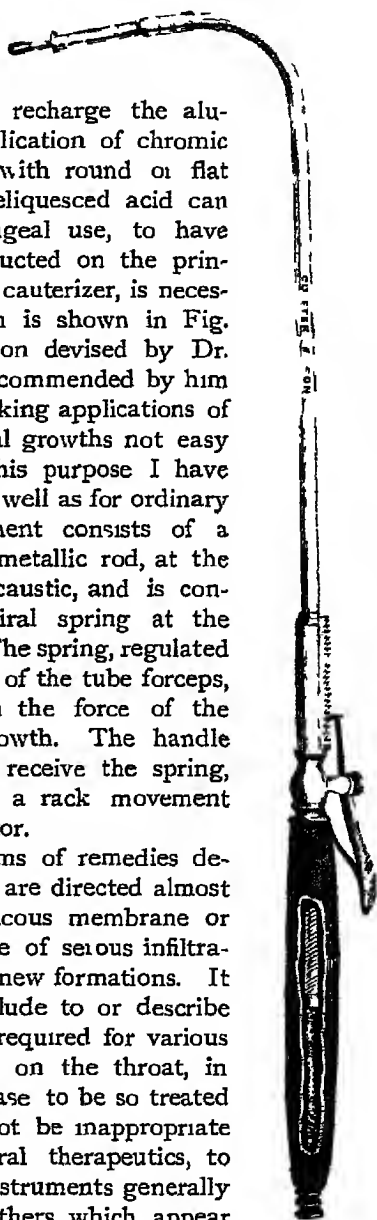 recharge the alu-
lication of chromic
with round oi flat
eliquesced acid can
ngeal use, to have
ucted on the prin-
cauterizer, is neces-
n is shown in Fig.
on devised by Dr.
commended by him
king applications of
al growths not easy
his purpose I have
well as for ordinary
nent consists of a
metallic rod, at the
caustic, and is con-
iral spring at the
The spring, regulated
of the tube forceps,
n the force of the
owth. The handle
receive the spring,
a rack movement
or.
ms of remedies de-
are directed almost
ucous membrane or
e of seious infiltra-
new formations. It
lude to or describe
required for various
on the throat, in
ase to be so treated
ot be inappropriate
ral therapeutics, to
struments generally
thers which appear